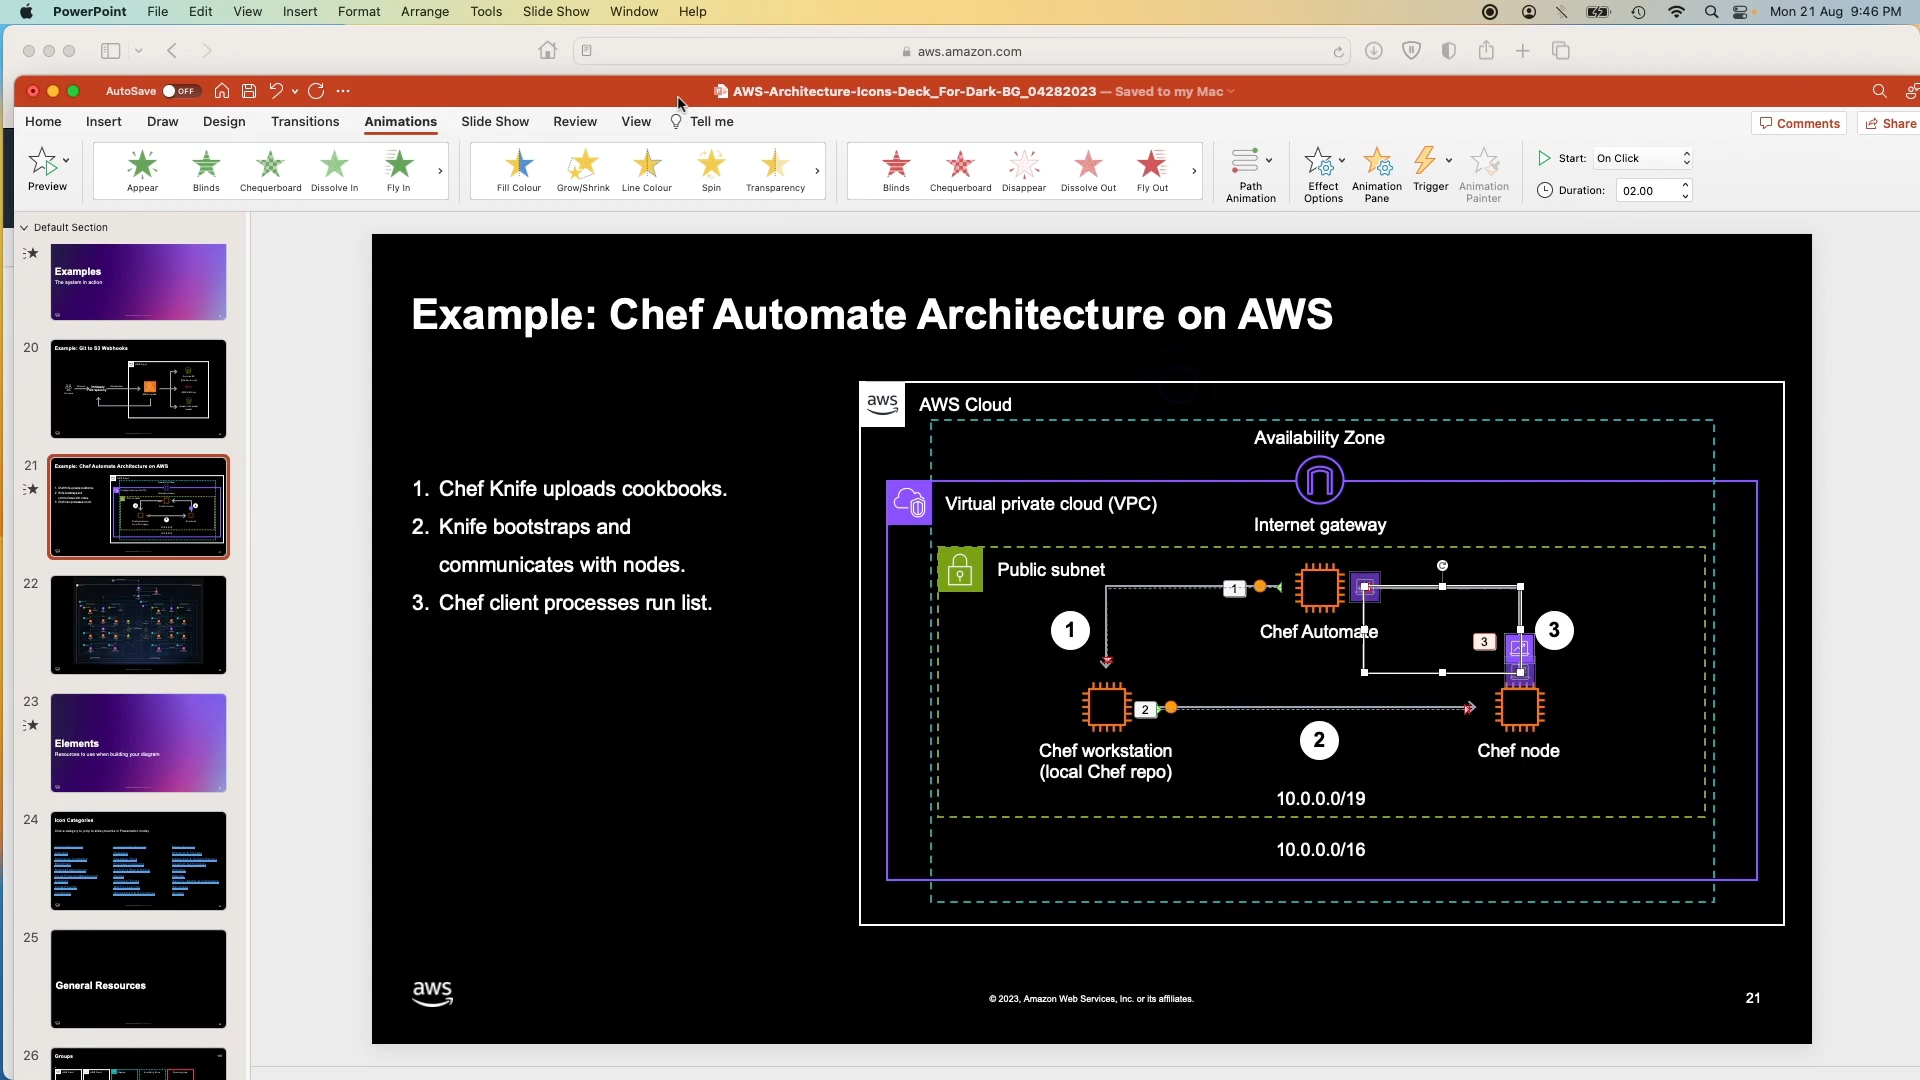 PowerPoint File Edit View Insert Format Arrange Tools Slide Show Window Help Mon 21 Aug 9:46 PM
aws.amazon.com
AutoSave OFF AWS-Architecture-Icons-Deck_For-Dark-BG_04282023 — Saved to my Mac
Home Insert Draw Design Transitions Animations Slide Show Review View Tell me Comments Share
Preview Appear Blinds Chequerboard Dissolve In Fly In Fill Colour Grow/Shrink Line Colour Spin Transparency Blinds Chequerboard Disappear Dissolve Out Fly Out
Path Animation
Effect Options
Animation Pane
Trigger
Animation Painter
Start: On Click
Duration: 02.00
Default Section
Examples
The system in action
20
Example: Git to S3 Webhooks
21
Example: Chef Automate Architecture on AWS
22
23
Elements
Resources to use when building your diagram
24
Icon Categories
25
General Resources
26
Groups
Example: Chef Automate Architecture on AWS
1. Chef Knife uploads cookbooks.
2. Knife bootstraps and
communicates with nodes.
3. Chef client processes run list.
aws AWS Cloud
Availability Zone
Virtual private cloud (VPC)
Internet gateway
Public subnet
1
Chef Automate
1 3 3
2
2
Chef workstation
(local Chef repo)
Chef node
10.0.0.0/19
10.0.0.0/16
aws
© 2023, Amazon Web Services, Inc. or its affiliates.
21